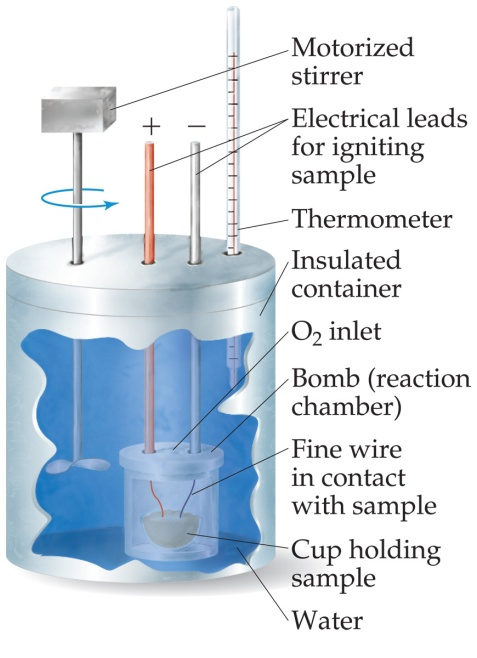 Motorized
stirrer
+ −
Electrical leads
for igniting
sample
Thermometer
Insulated
container
O₂ inlet
Bomb (reaction
chamber)
Fine wire
in contact
with sample
Cup holding
sample
Water